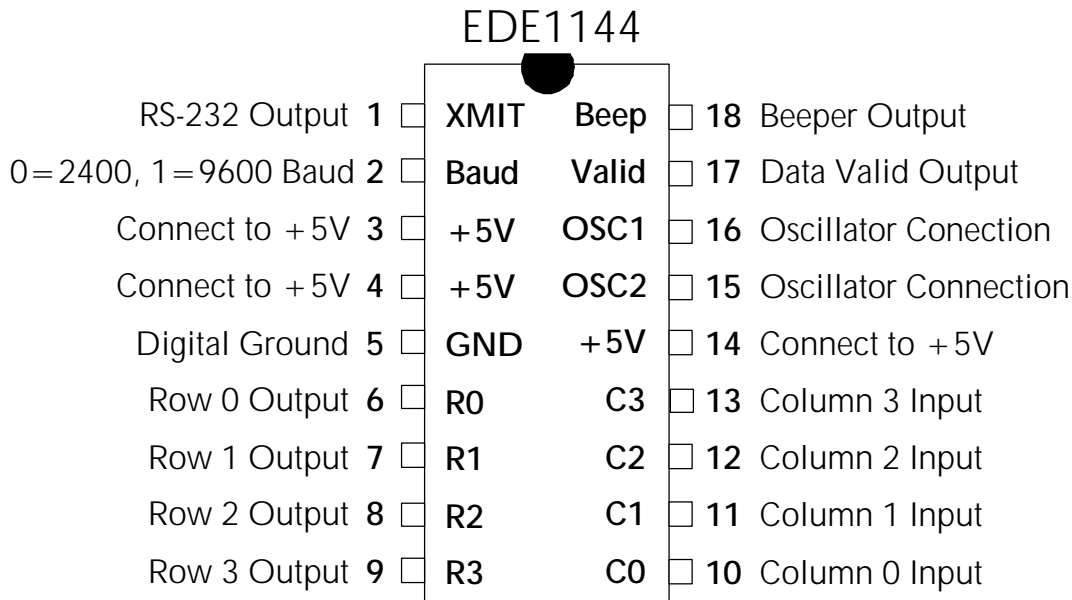 EDE1144
RS-232 Output 1 XMIT Beep 18 Beeper Output
0=2400, 1=9600 Baud 2 Baud Valid 17 Data Valid Output
Connect to +5V 3 +5V OSC1 16 Oscillator Conection
Connect to +5V 4 +5V OSC2 15 Oscillator Connection
Digital Ground 5 GND +5V 14 Connect to +5V
Row 0 Output 6 R0 C3 13 Column 3 Input
Row 1 Output 7 R1 C2 12 Column 2 Input
Row 2 Output 8 R2 C1 11 Column 1 Input
Row 3 Output 9 R3 C0 10 Column 0 Input